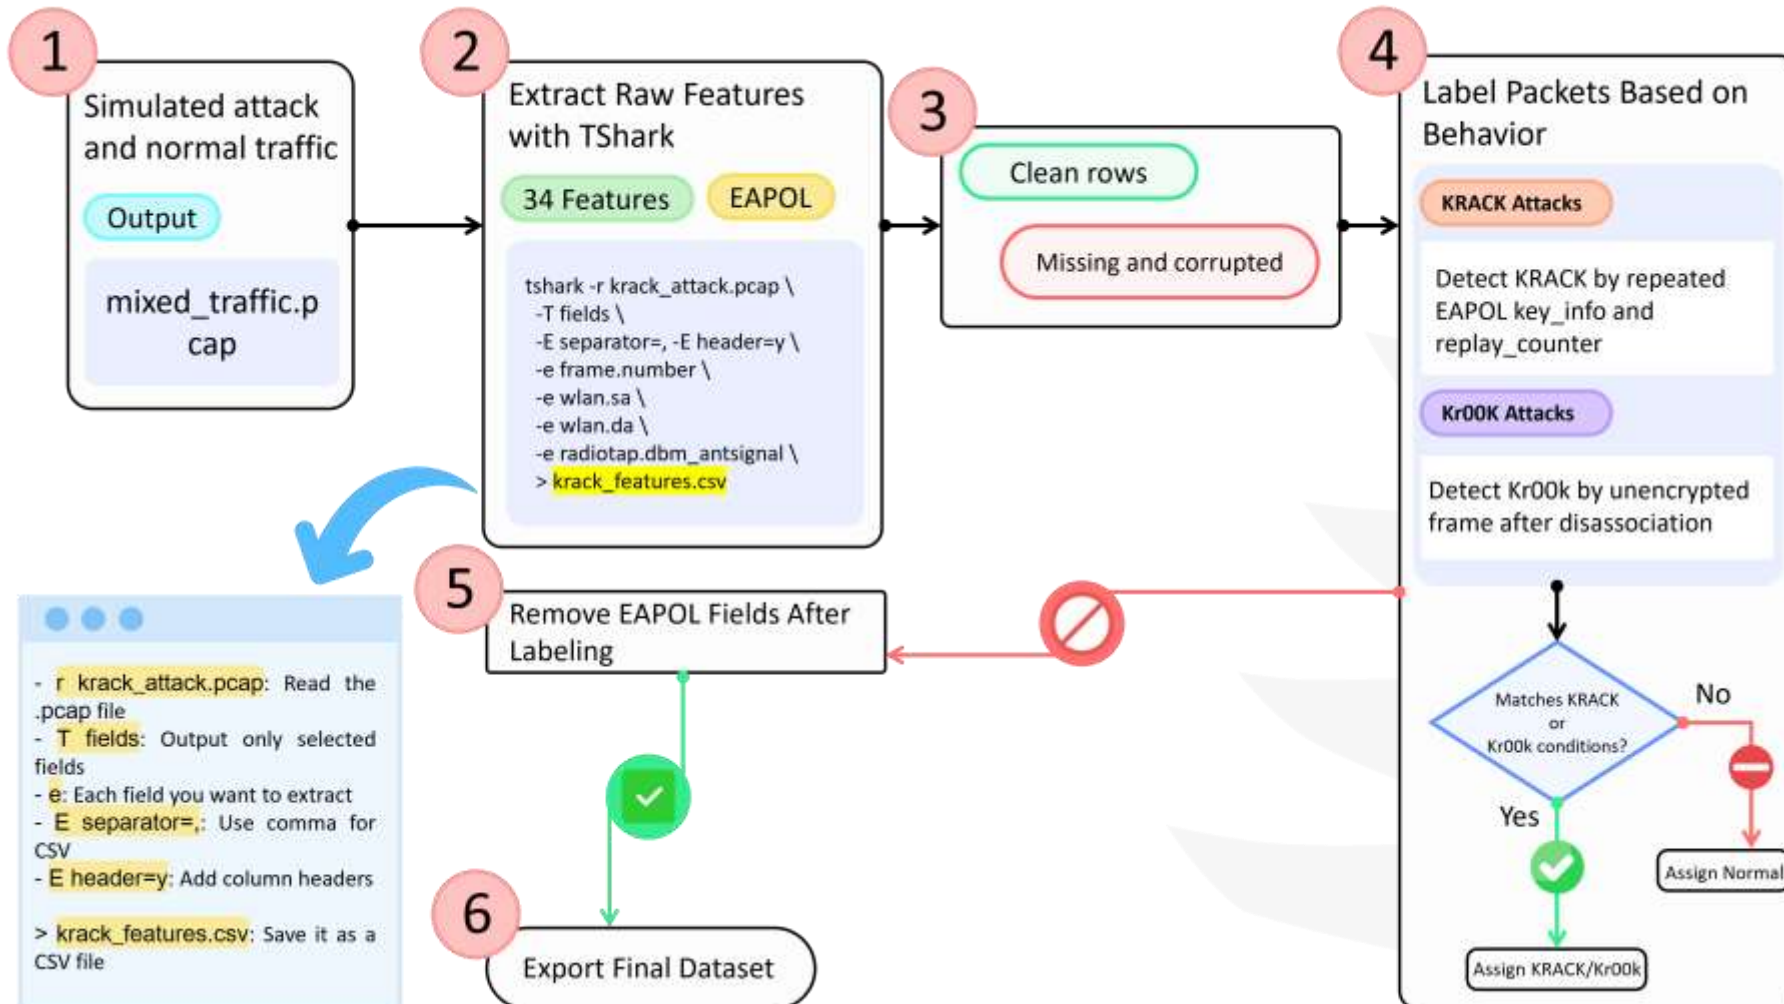 1
Simulated attack
and normal traffic
Output
mixed_traffic.p
cap
2
Extract Raw Features
with TShark
34 Features
EAPOL
tshark -r krack_attack.pcap \
-T fields \
-E separator=, -E header=y \
-e frame.number \
-e wlan.sa \
-e wlan.da \
-e radiotap.dbm_antsignal \
> krack_features.csv
3
Clean rows
Missing and corrupted
4
Label Packets Based on
Behavior
KRACK Attacks
Detect KRACK by repeated
EAPOL key_info and
replay_counter
Kr00K Attacks
Detect Kr00k by unencrypted
frame after disassociation
Matches KRACK
or
Kr00k conditions?
No
Yes
Assign Normal
Assign KRACK/Kr00k
5
Remove EAPOL Fields After
Labeling
6
Export Final Dataset
- r krack_attack.pcap: Read the
.pcap file
- T fields: Output only selected
fields
- e: Each field you want to extract
- E separator=,: Use comma for
CSV
- E header=y: Add column headers
> krack_features.csv: Save it as a
CSV file